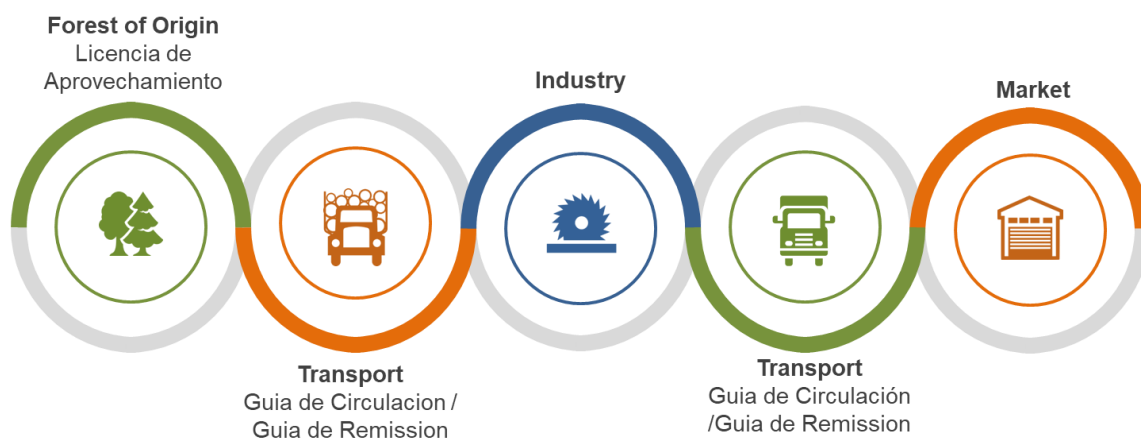 Forest of Origin
Licencia de
Aprovechamiento
Transport
Guia de Circulacion /
Guia de Remission
Industry
Transport
Guia de Circulación
/Guia de Remission
Market